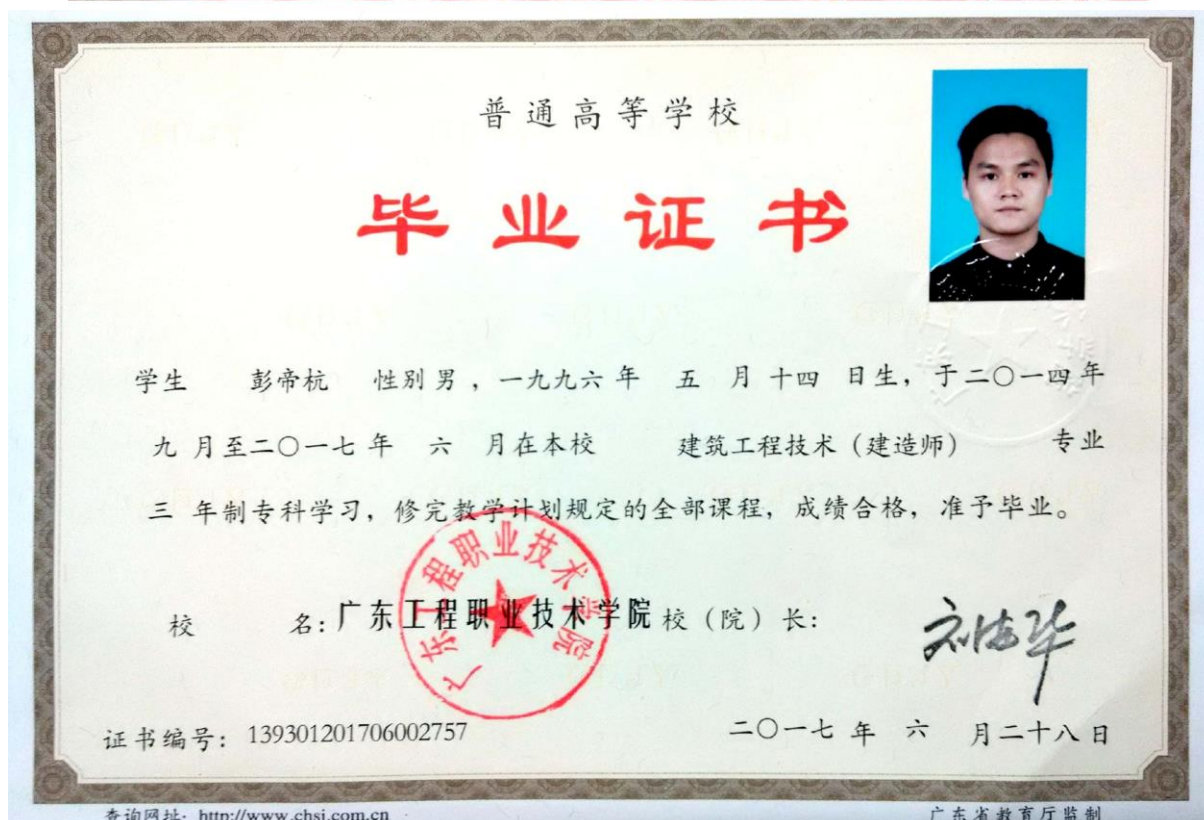 普通高等学校
毕业证书
学生 彭帝杭 性别 男 ，一九九六 年 五 月 十四 日生，于二〇一四年
九 月至二〇一七 年 六 月在本校 建筑工程技术（建造师） 专业
三 年制专科学习，修完教学计划规定的全部课程，成绩合格，准予毕业。
广东工程职业技术学院
校 名：广东工程职业技术学院 校（院）长：
证书编号：139301201706002757 二〇一七 年 六 月二十八日
查询网址：http://www.chsi.com.cn 广东省教育厅监制